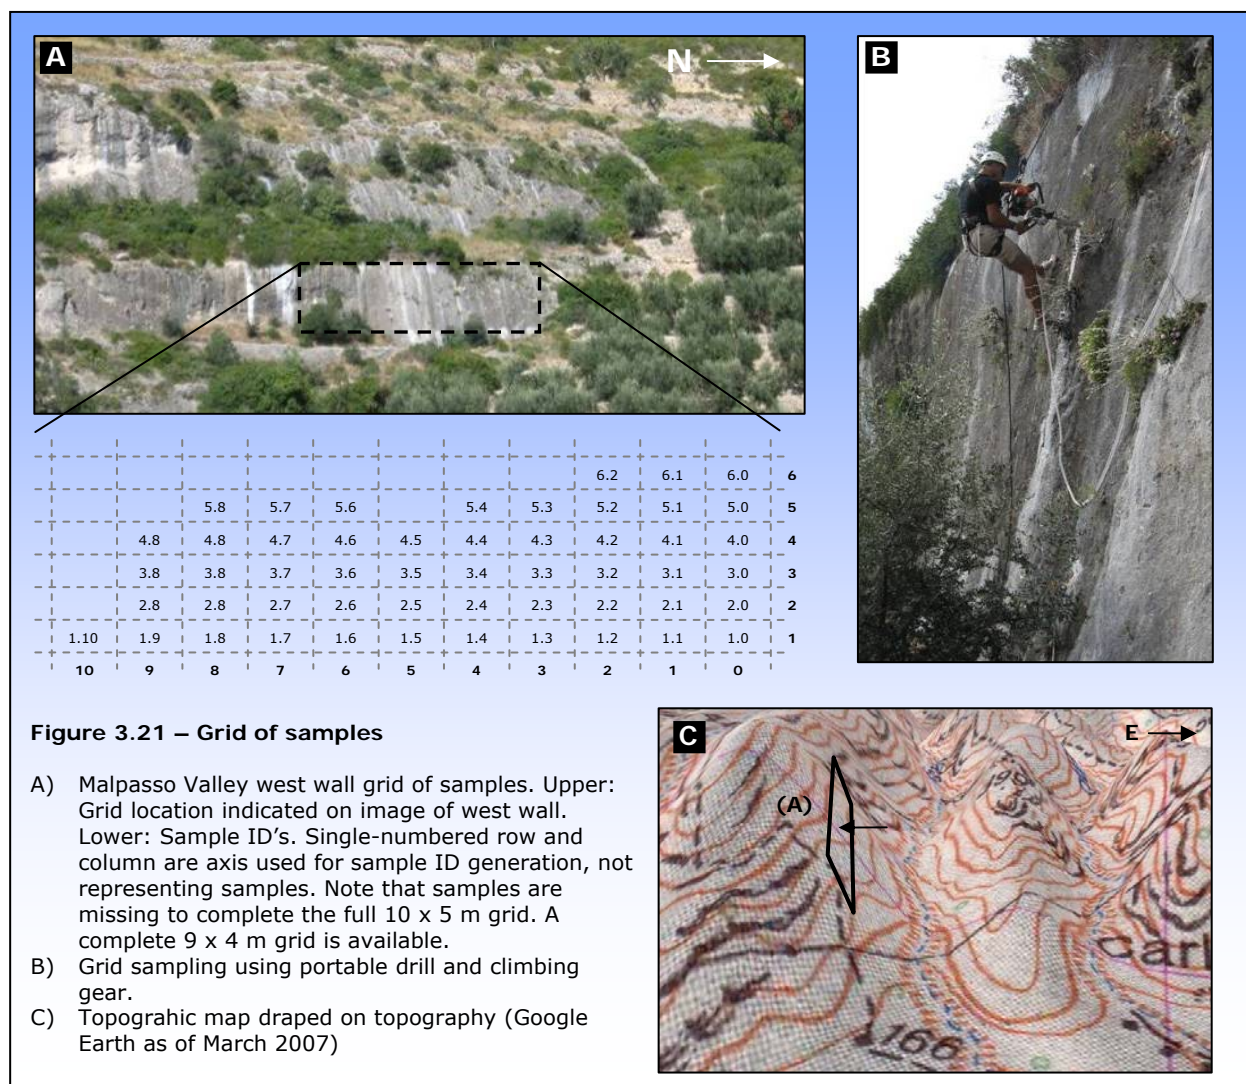 A
N
B
6.2 6.1 6.0 6
5.8 5.7 5.6 5.4 5.3 5.2 5.1 5.0 5
4.8 4.8 4.7 4.6 4.5 4.4 4.3 4.2 4.1 4.0 4
3.8 3.8 3.7 3.6 3.5 3.4 3.3 3.2 3.1 3.0 3
2.8 2.8 2.7 2.6 2.5 2.4 2.3 2.2 2.1 2.0 2
1.10 1.9 1.8 1.7 1.6 1.5 1.4 1.3 1.2 1.1 1.0 1
10 9 8 7 6 5 4 3 2 1 0
Figure 3.21 – Grid of samples
A) Malpasso Valley west wall grid of samples. Upper:
Grid location indicated on image of west wall.
Lower: Sample ID's. Single-numbered row and
column are axis used for sample ID generation, not
representing samples. Note that samples are
missing to complete the full 10 x 5 m grid. A
complete 9 x 4 m grid is available.
B) Grid sampling using portable drill and climbing
gear.
C) Topograhic map draped on topography (Google
Earth as of March 2007)
C
E
(A)
Carl
166